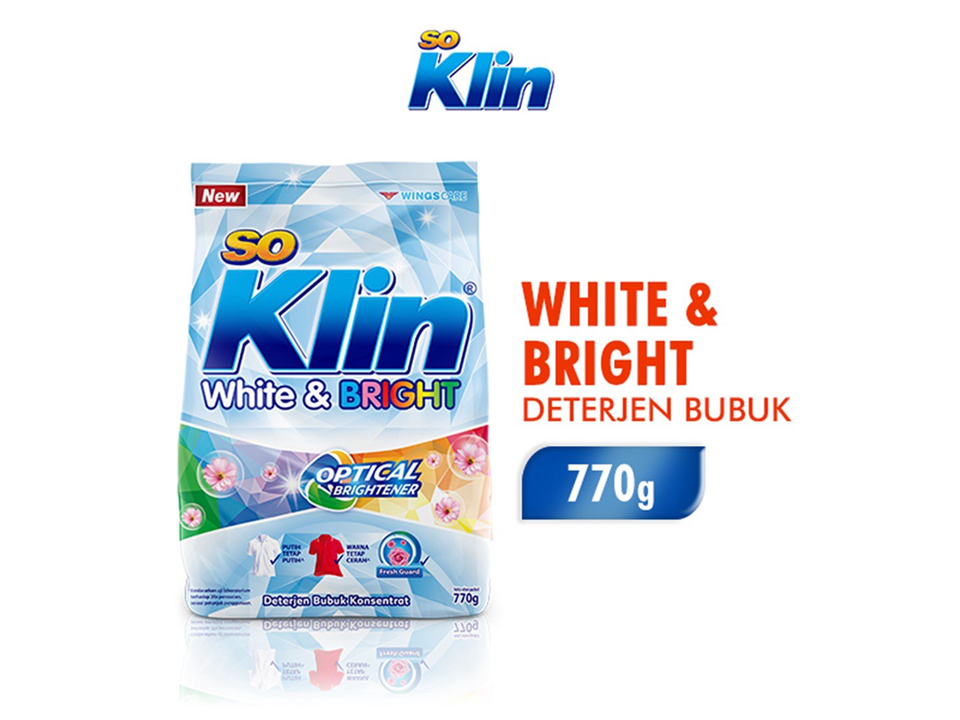 SO
Klin
New
WINGSCARE
SO
Klin®
White & BRIGHT
OPTICAL
BRIGHTENER
PUTIH
TETAP
PUTIH^
WARNA
TETAP
CERAH^
Fresh Guard
Deterjen Bubuk Konsentrat
770g
WHITE &
BRIGHT
DETERJEN BUBUK
770g